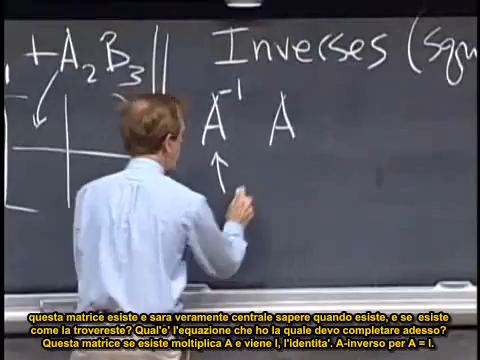 +A₂B₃ Inverses (squ
A⁻¹ A
questa matrice esiste e sara veramente centrale sapere quando esiste, e se esiste
come la trovereste? Qual'e' l'equazione che ho la quale devo completare adesso?
Questa matrice se esiste moltiplica A e viene I, l'identita'. A-inverso per A = I.